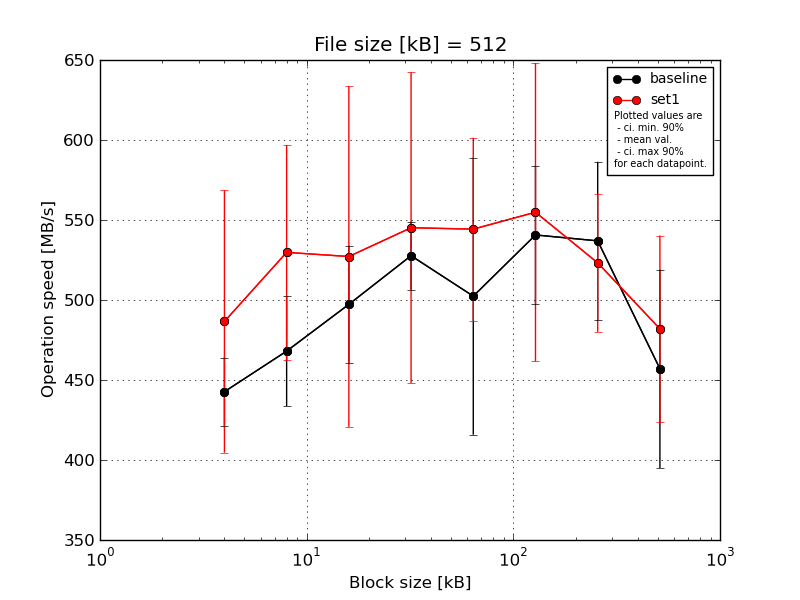 File size [kB] = 512
650
600
550
500
450
400
350
Operation speed [MB/s]
baseline
set1
Plotted values are
- ci. min. 90%
- mean val.
- ci. max 90%
for each datapoint.
10^0
10^1
10^2
10^3
Block size [kB]